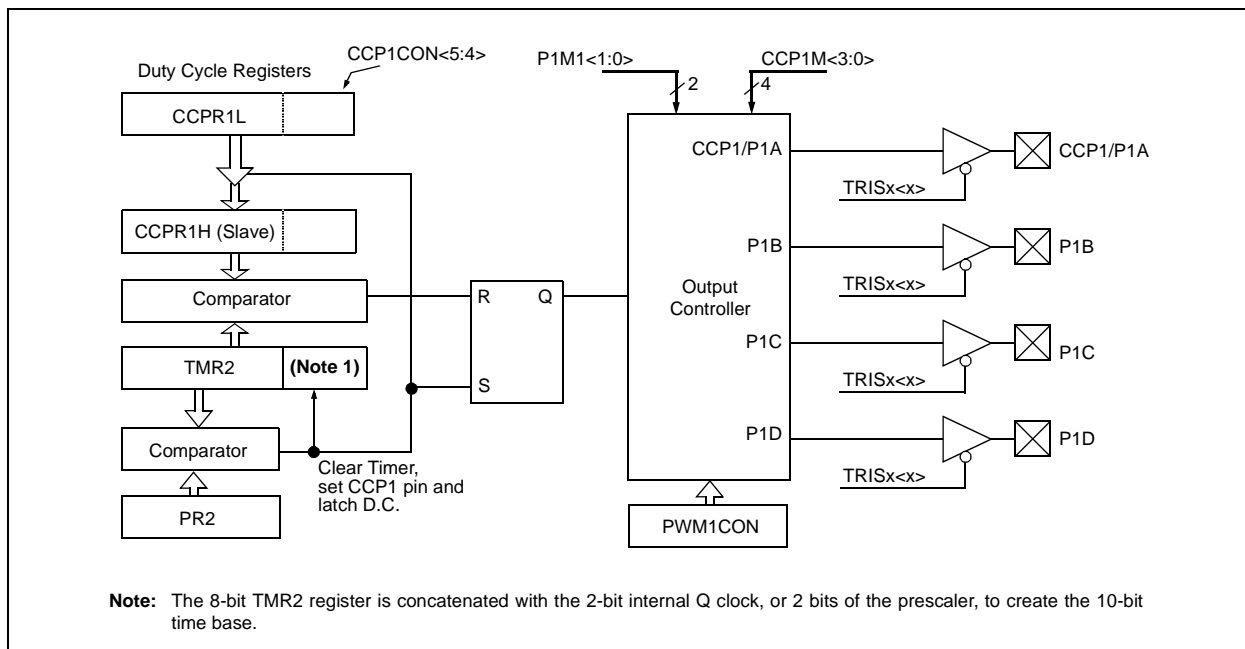 CCP1CON<5:4>
P1M1<1:0>
CCP1M<3:0>
Duty Cycle Registers
2
4
CCPR1L
CCP1/P1A
CCP1/P1A
TRISx<x>
CCPR1H (Slave)
P1B
P1B
Comparator
R
Q
Output
Controller
TRISx<x>
TMR2
(Note 1)
S
P1C
P1C
TRISx<x>
Comparator
P1D
P1D
Clear Timer,
set CCP1 pin and
latch D.C.
TRISx<x>
PR2
PWM1CON
Note: The 8-bit TMR2 register is concatenated with the 2-bit internal Q clock, or 2 bits of the prescaler, to create the 10-bit
time base.